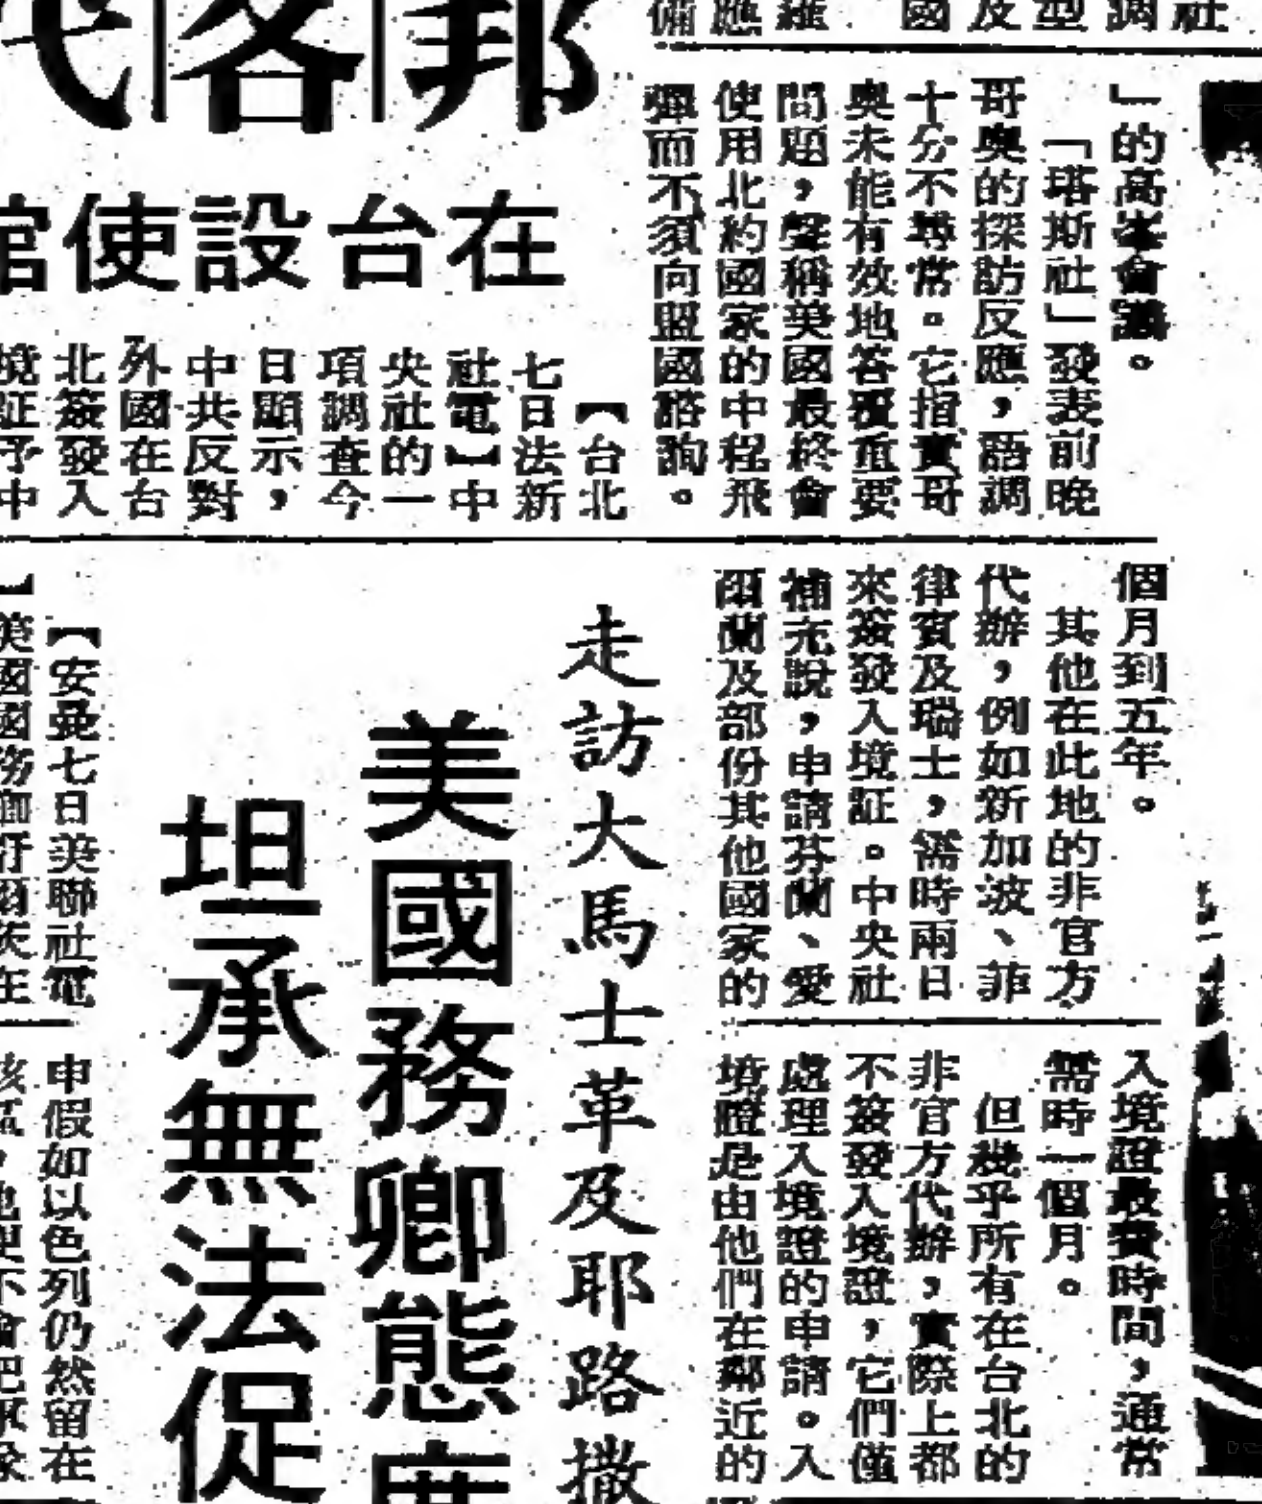 」的高峯會議。
「塔斯社」發表前晚
哥奧的探訪反應，語調
十分不尋常。它指責哥
奧未能有效地答覆重要
問題，聲稱美國最終會
使用北約國家的中程飛
彈而不須向盟國諮詢。
邦
各
代
在台設使館
【台北
七日法新
社電】中
央社的一
項調查今
日顯示，
中共反對
外國在台
北簽發入
境証予中
個月到五年。
其他在此地的非官方
代辦，例如新加波、菲
律賓及瑞士，需時兩日
來簽發入境証。中央社
補充說，申請芬蘭、愛
爾蘭及部份其他國家的
入境證最費時間，通常
需時一個月。
但幾乎所有在台北的
非官方代辦，實際上都
不簽發入境證，它們僅
處理入境證的申請。入
境證是由他們在鄰近的
走訪大馬士革及耶路撒
美國務卿態度
坦承無法促
【安曼七日美聯社電
】美國國務卿舒爾茨在
申假如以色列仍然留在